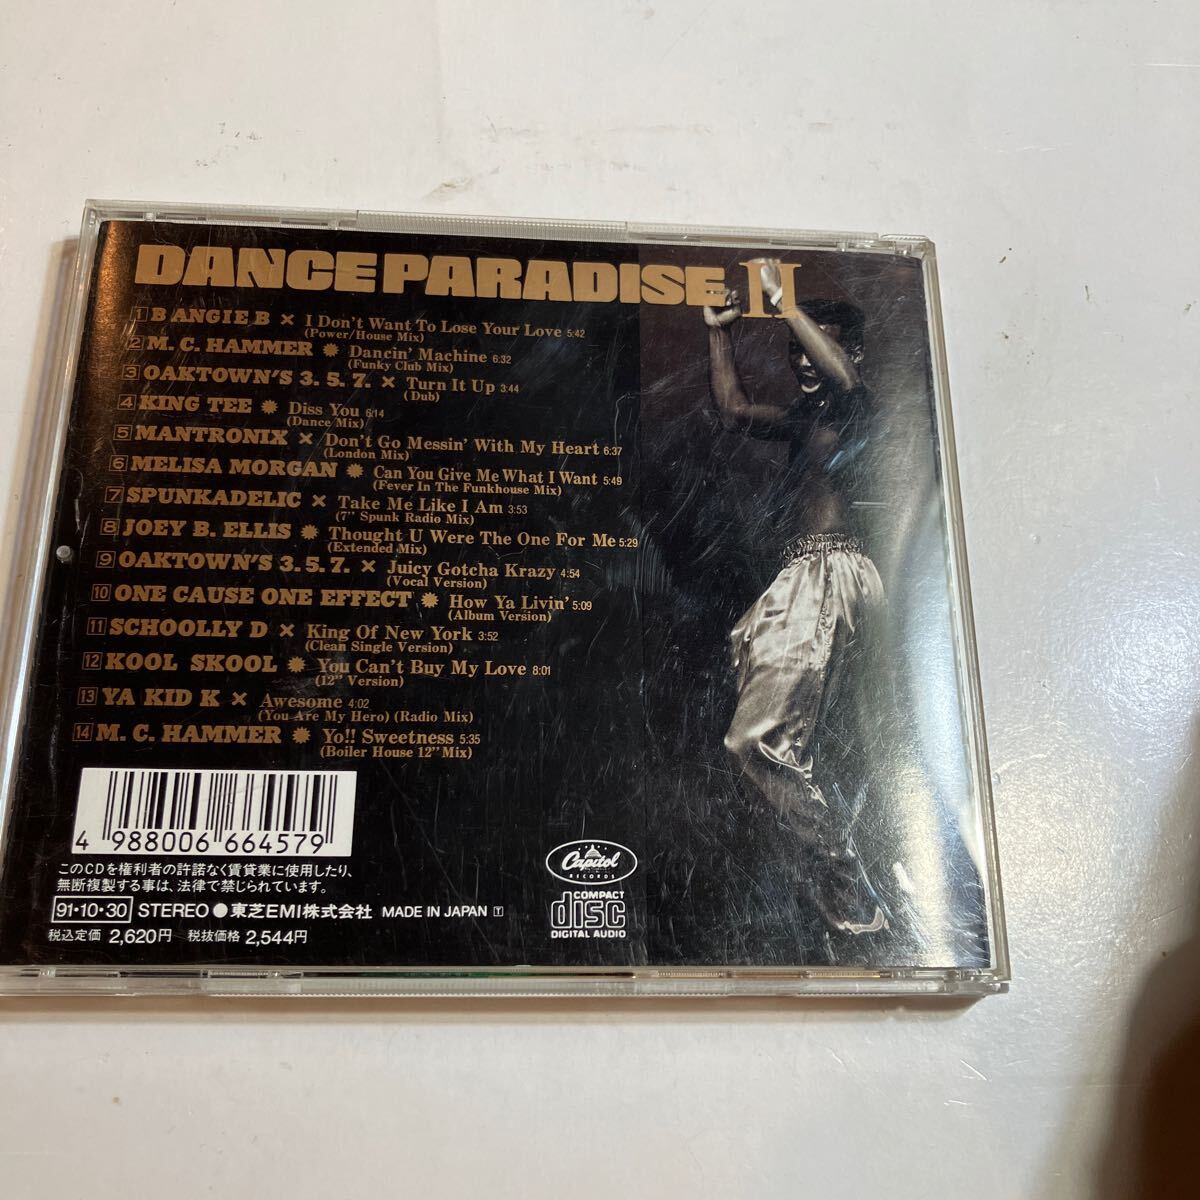 DANCE PARADISE II
1 B ANGIE B × I Don't Want To Lose Your Love 5:42
(Power/House Mix)
2 M. C. HAMMER ✹ Dancin' Machine 6:32
(Funky Club Mix)
3 OAKTOWN'S 3. 5. 7. × Turn It Up 3:44
(Dub)
4 KING TEE ✹ Diss You 6:14
(Dance Mix)
5 MANTRONIX × Don't Go Messin' With My Heart 6:37
(London Mix)
6 MELISA MORGAN ✹ Can You Give Me What I Want 5:49
(Fever In The Funkhouse Mix)
7 SPUNKADELIC × Take Me Like I Am 3:53
(7" Spunk Radio Mix)
8 JOEY B. ELLIS ✹ Thought U Were The One For Me 5:29
(Extended Mix)
9 OAKTOWN'S 3. 5. 7. × Juicy Gotcha Krazy 4:54
(Vocal Version)
10 ONE CAUSE ONE EFFECT ✹ How Ya Livin' 5:09
(Album Version)
11 SCHOOLLY D × King Of New York 3:52
(Clean Single Version)
12 KOOL SKOOL ✹ You Can't Buy My Love 8:01
(12" Version)
13 YA KID K × Awesome 4:02
(You Are My Hero) (Radio Mix)
14 M. C. HAMMER ✹ Yo!! Sweetness 5:35
(Boiler House 12" Mix)
4 988006 664579
このCDを権利者の許諾なく賃貸業に使用したり、
無断複製する事は、法律で禁じられています。
91・10・30 STEREO ● 東芝EMI株式会社 MADE IN JAPAN Y
税込定価 2,620円 税抜価格 2,544円
Capitol
RECORDS
COMPACT
disc
DIGITAL AUDIO